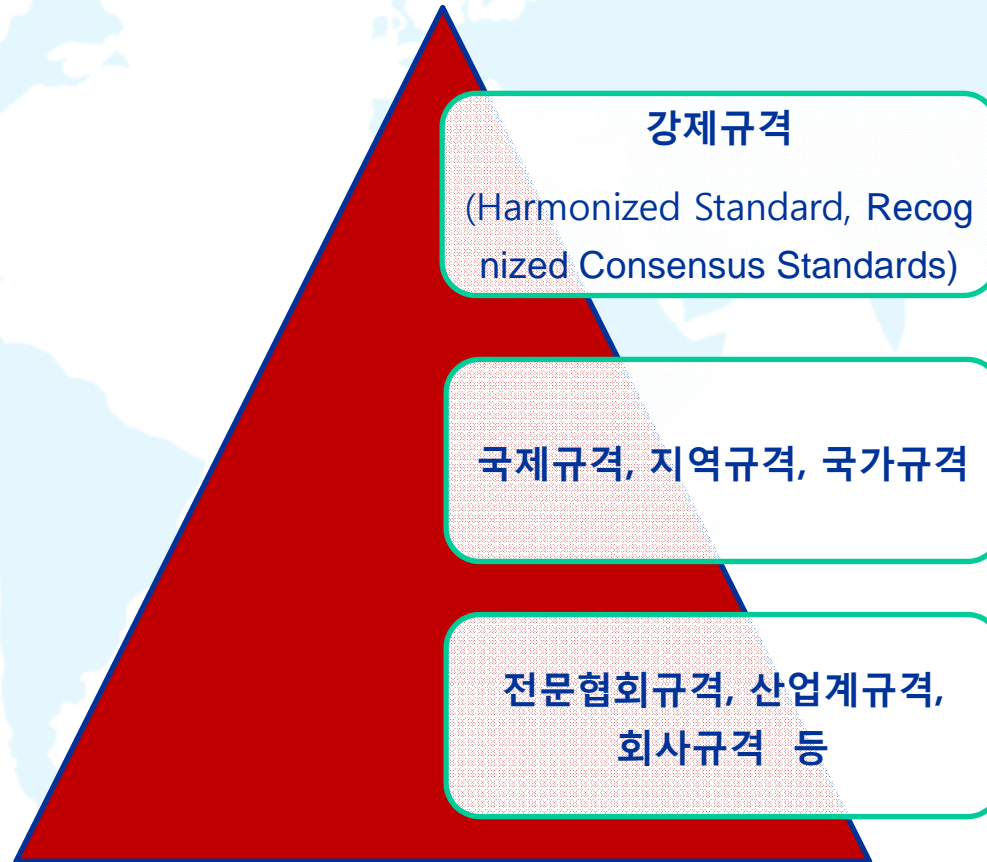 강제규격
(Harmonized Standard, Recog
nized Consensus Standards)
국제규격, 지역규격, 국가규격
전문협회규격, 산업계규격,
회사규격 등